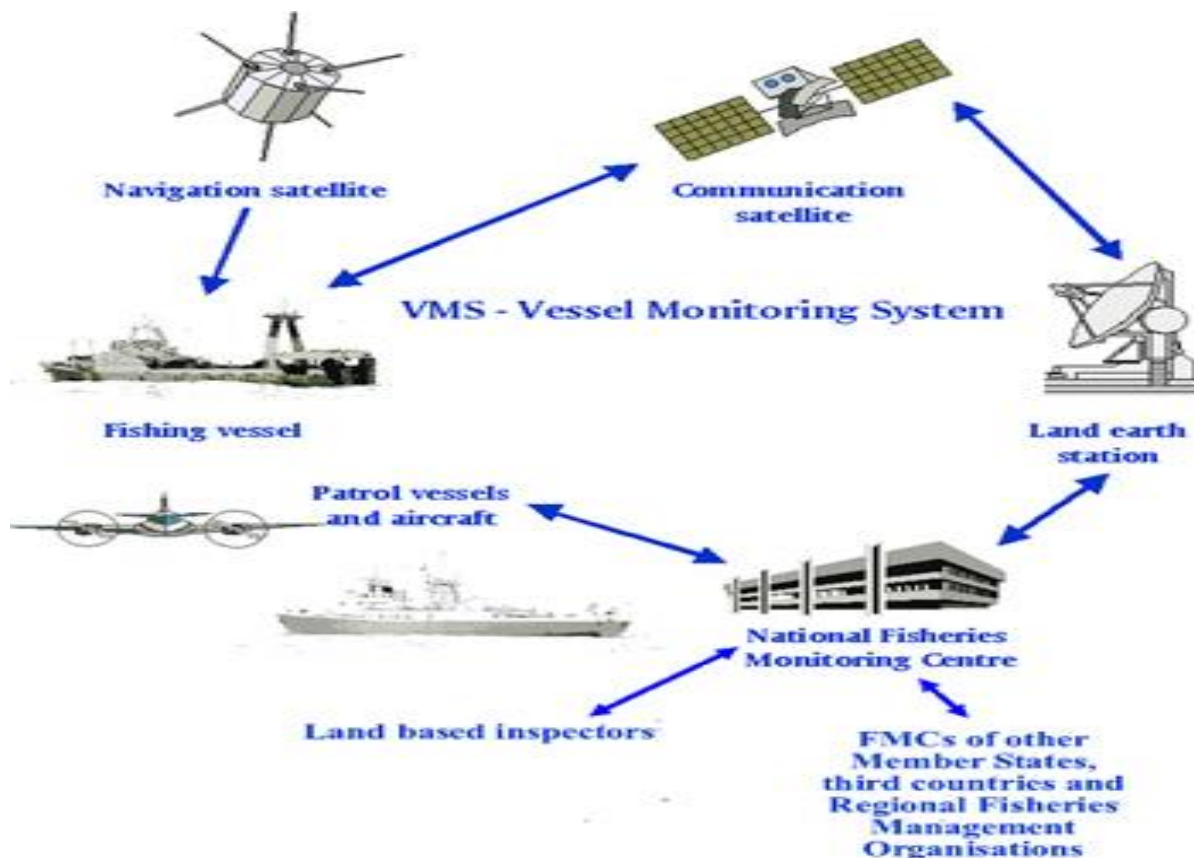 Navigation satellite
Communication
satellite
VMS - Vessel Monitoring System
Fishing vessel
Land earth
station
Patrol vessels
and aircraft
National Fisheries
Monitoring Centre
Land based inspectors
FMCs of other
Member States,
third countries and
Regional Fisheries
Management
Organisations